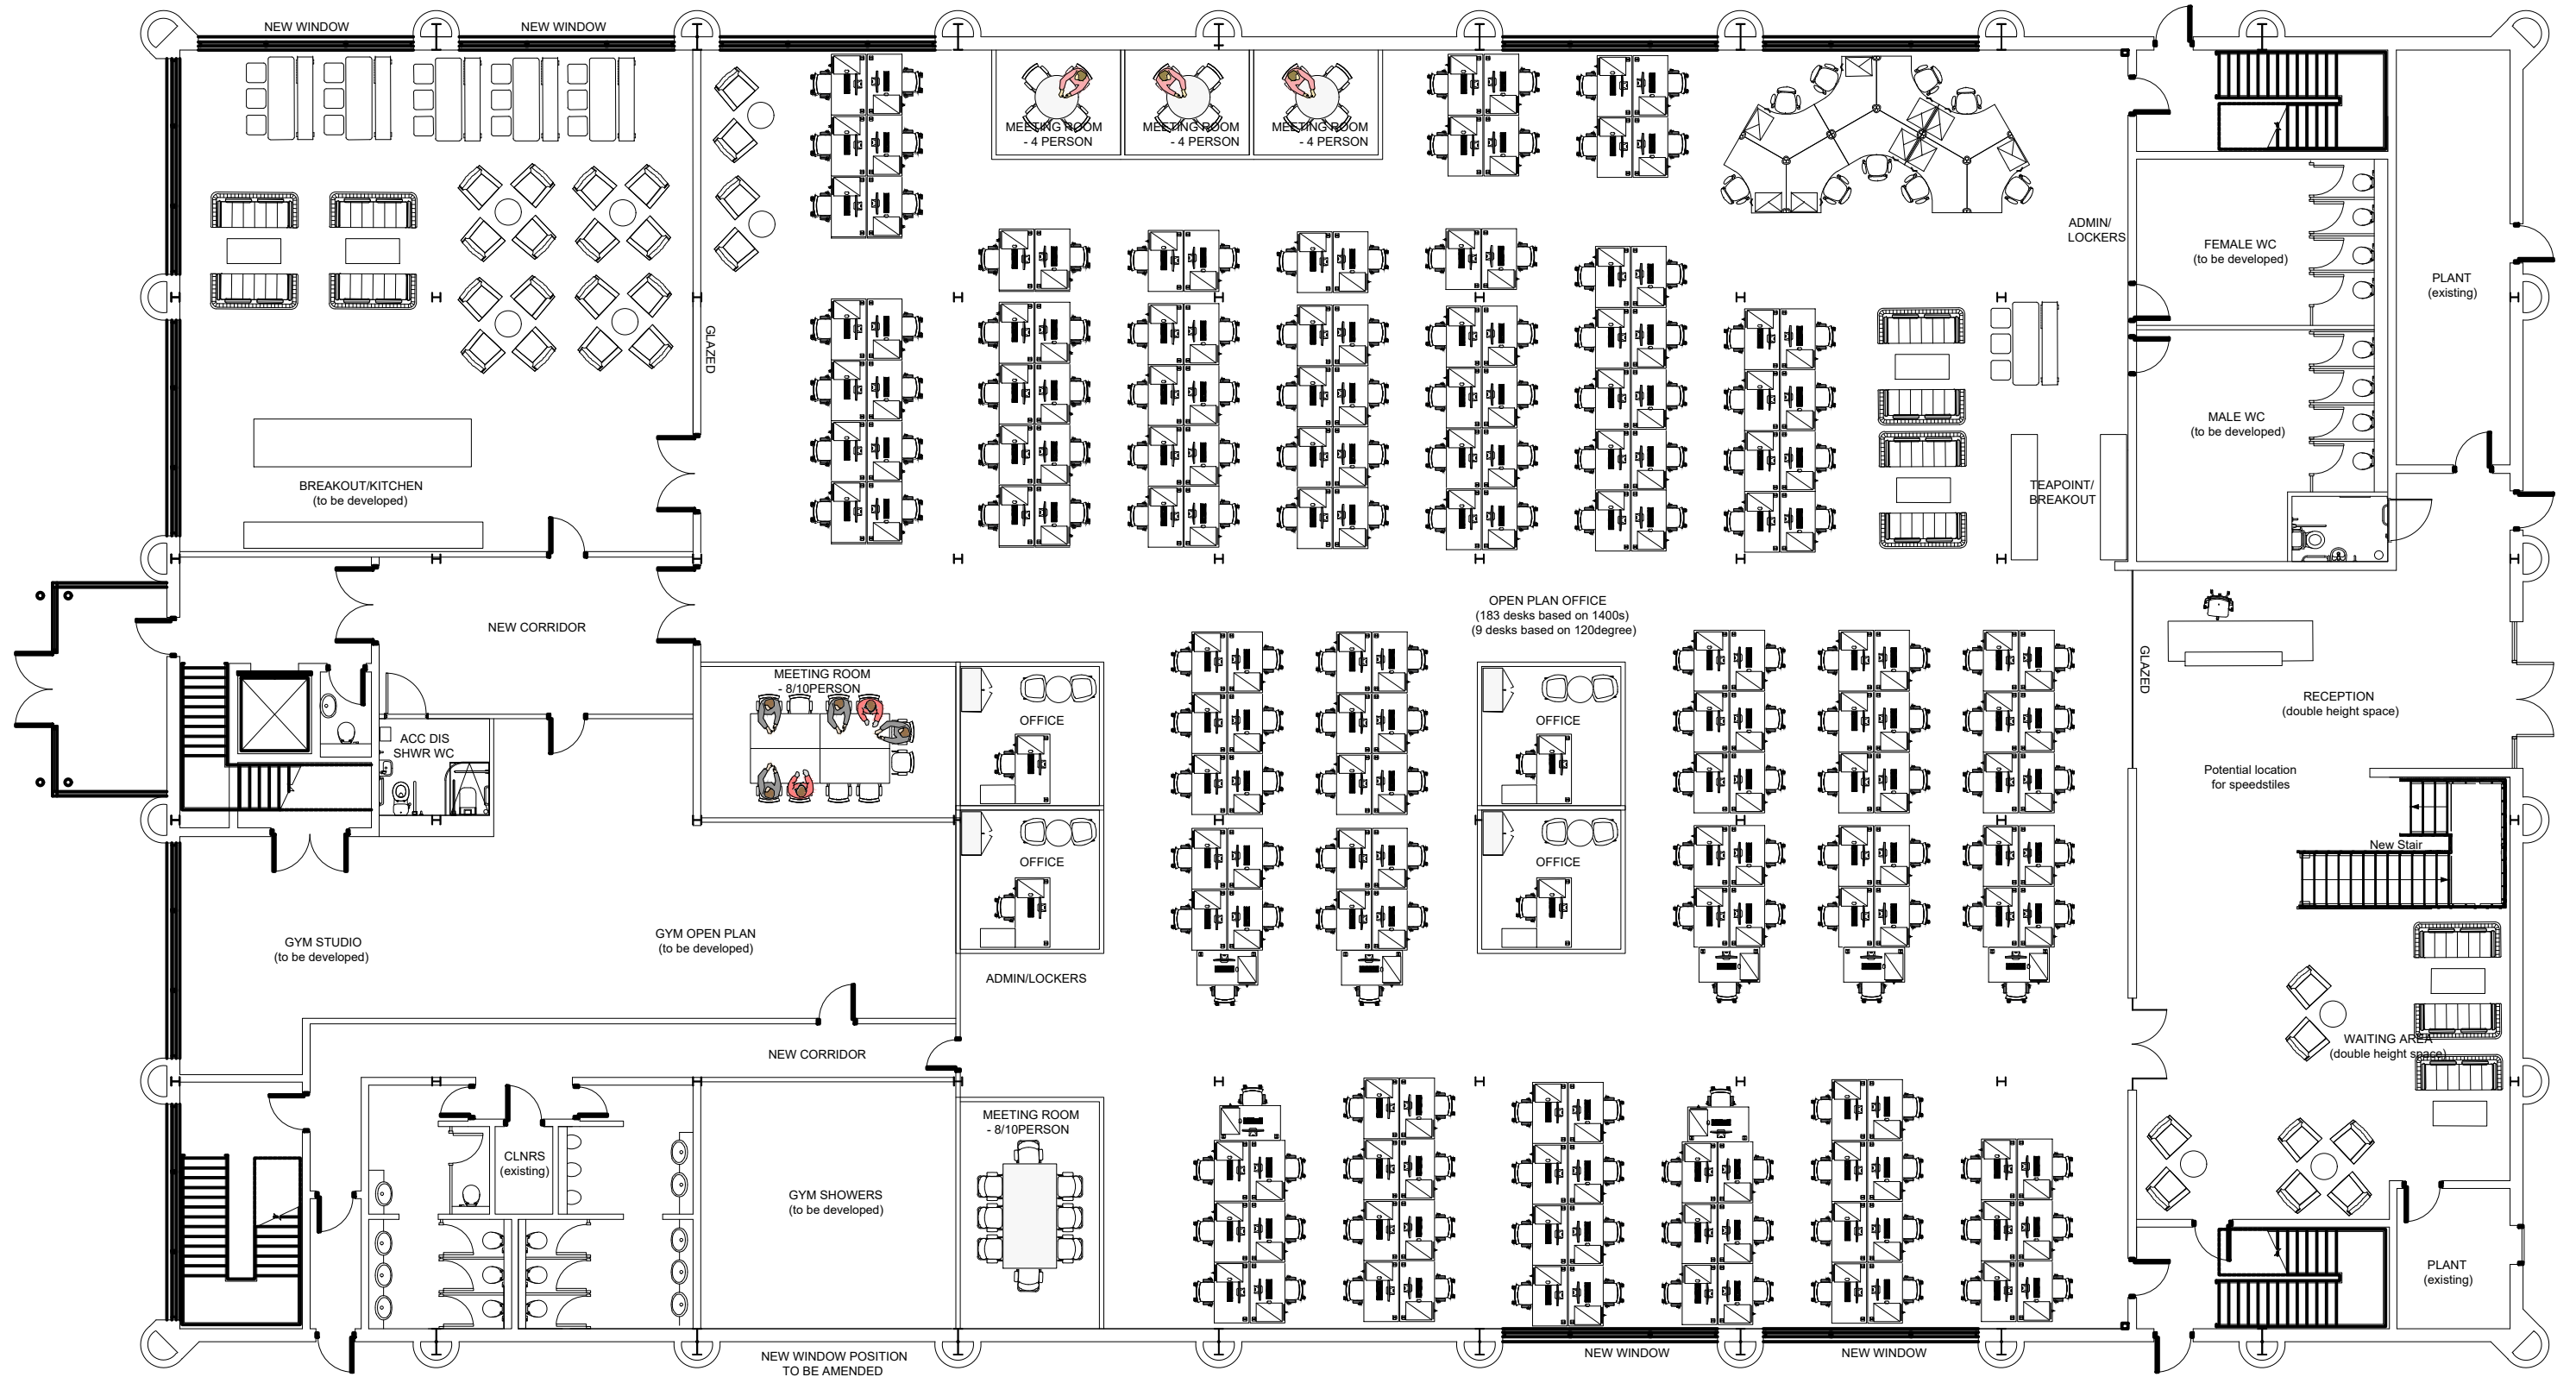 NEW WINDOW
NEW WINDOW
MEETING ROOM
- 4 PERSON
MEETING ROOM
- 4 PERSON
MEETING ROOM
- 4 PERSON
ADMIN/
LOCKERS
FEMALE WC
(to be developed)
PLANT
(existing)
GLAZED
MALE WC
(to be developed)
BREAKOUT/KITCHEN
(to be developed)
TEAPOINT/
BREAKOUT
NEW CORRIDOR
OPEN PLAN OFFICE
(183 desks based on 1400s)
(9 desks based on 120degree)
GLAZED
MEETING ROOM
- 8/10PERSON
OFFICE
OFFICE
RECEPTION
(double height space)
ACC DIS
SHWR WC
Potential location
for speedstiles
New Stair
OFFICE
OFFICE
GYM STUDIO
(to be developed)
GYM OPEN PLAN
(to be developed)
ADMIN/LOCKERS
NEW CORRIDOR
WAITING AREA
(double height space)
MEETING ROOM
- 8/10PERSON
CLNRS
(existing)
GYM SHOWERS
(to be developed)
PLANT
(existing)
NEW WINDOW POSITION
TO BE AMENDED
NEW WINDOW
NEW WINDOW